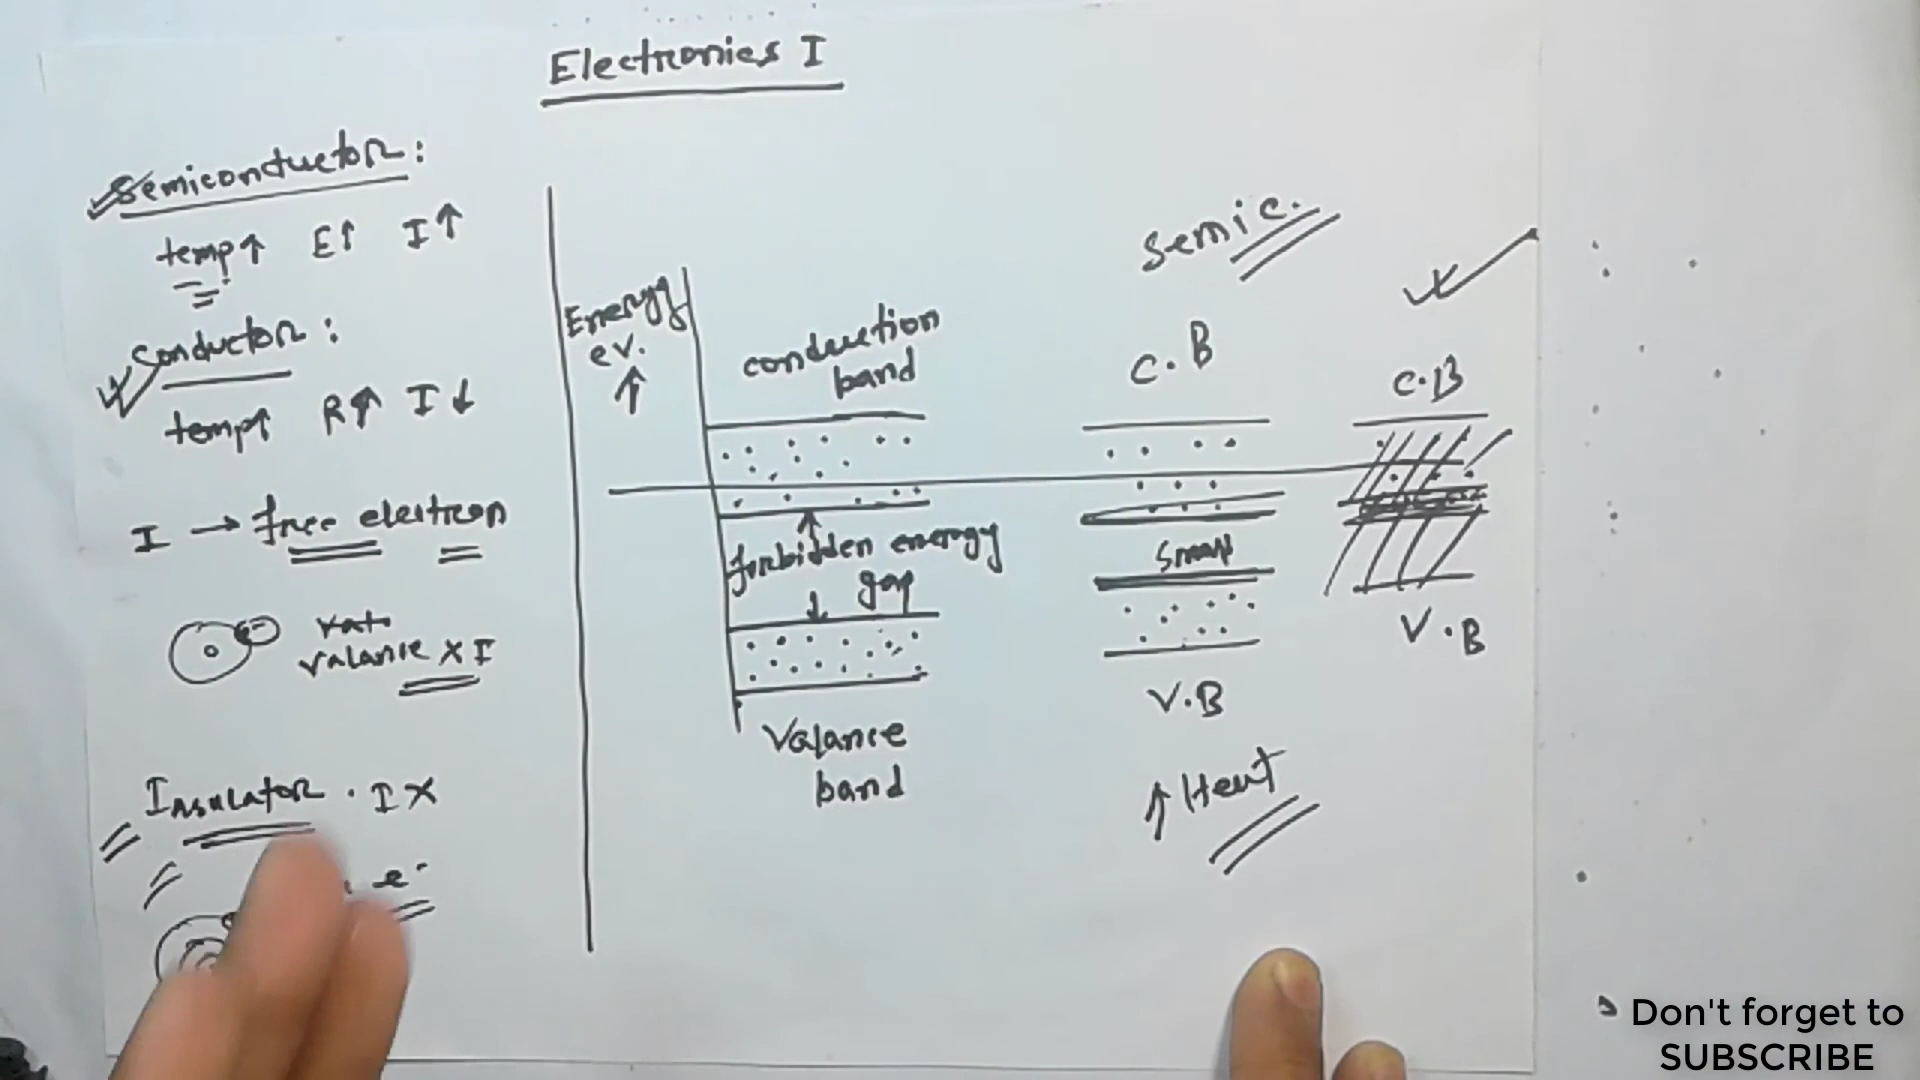 Electronics I
Semiconductor:
temp↑ E↑ I↑
Conductor:
temp↑ R↑ I↓
I → free electron
valance x I
Insulator . I x
e-
Energy
ev.
↑
conduction
band
forbidden energy
gap
Valance
band
Semi c.
C.B
Small
V.B
↑ Heat
C.B
V.B
Don't forget to
SUBSCRIBE